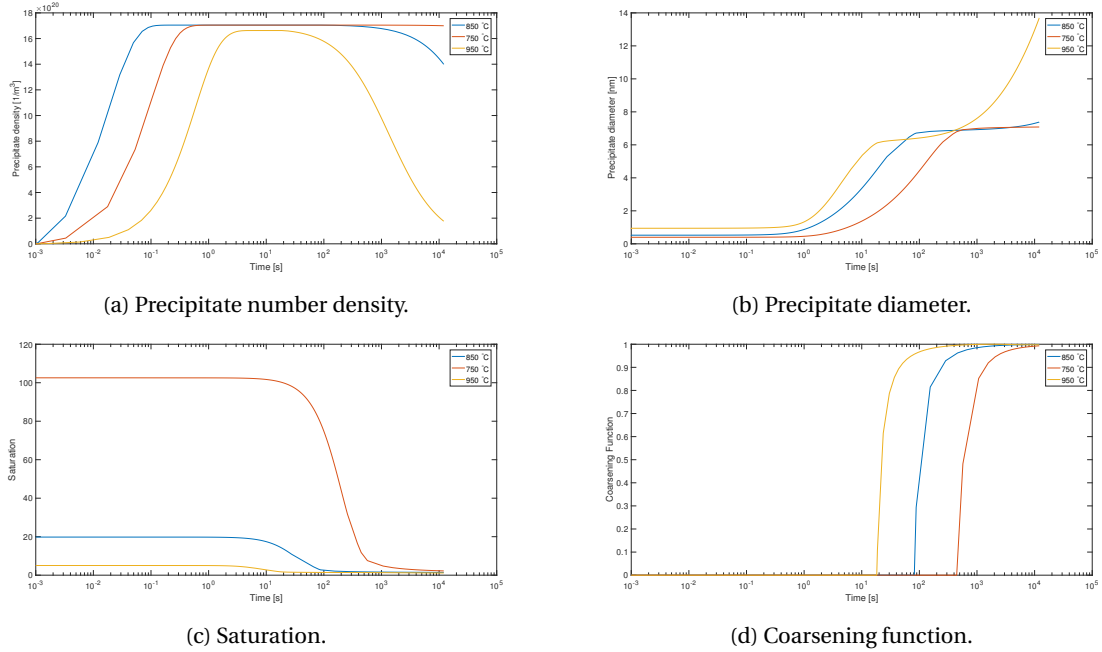 ×10^20
18
16
14
12
10
8
6
4
2
0
Precipitate density [1/m^3]
10^-3 10^-2 10^-1 10^0 10^1 10^2 10^3 10^4 10^5
Time [s]
850 °C
750 °C
950 °C
(a) Precipitate number density.
14
12
10
8
6
4
2
0
Precipitate diameter [nm]
10^-3 10^-2 10^-1 10^0 10^1 10^2 10^3 10^4 10^5
Time [s]
850 °C
750 °C
950 °C
(b) Precipitate diameter.
120
100
80
60
40
20
0
Saturation
10^-3 10^-2 10^-1 10^0 10^1 10^2 10^3 10^4 10^5
Time [s]
850 °C
750 °C
950 °C
(c) Saturation.
1
0.9
0.8
0.7
0.6
0.5
0.4
0.3
0.2
0.1
0
Coarsening Function
10^-3 10^-2 10^-1 10^0 10^1 10^2 10^3 10^4 10^5
Time [s]
850 °C
750 °C
950 °C
(d) Coarsening function.